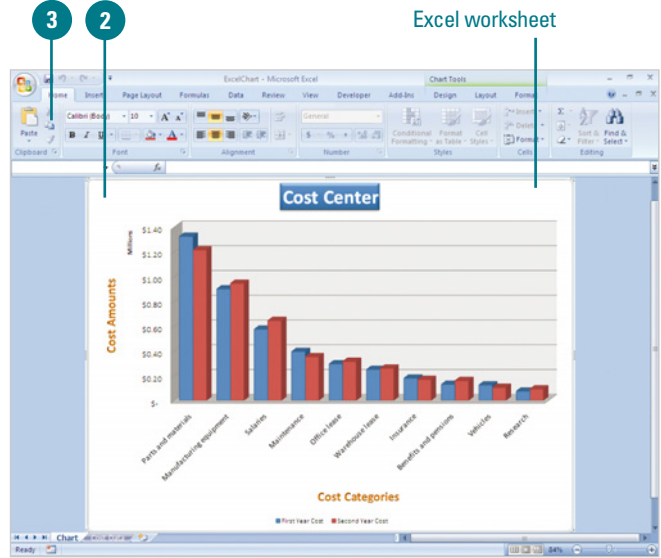 3 2 Excel worksheet
ExcelChart - Microsoft Excel Chart Tools
Home Insert Page Layout Formulas Data Review View Developer Add-Ins Design Layout Format
Calibri (Body) 10 A A General Insert Σ
Paste B I U A $ % , Conditional Formatting Format as Table Cell Styles Delete Format Sort & Filter Find & Select
Clipboard Font Alignment Number Styles Cells Editing
fx
Cost Center
Millions
Cost Amounts
$1.40
$1.20
$1.00
$0.80
$0.60
$0.40
$0.20
$-
Parts and materials
Manufacturing equipment
Salaries
Maintenance
Office lease
Warehouse lease
Insurance
Benefits and pensions
Vehicles
Research
Cost Categories
First Year Cost Second Year Cost
Chart
Ready 84%